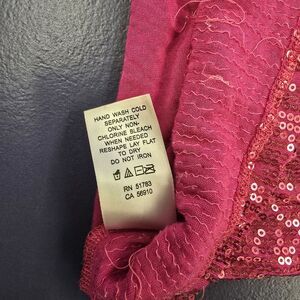 HAND WASH COLD
SEPARATELY
ONLY NON-
CHLORINE BLEACH
WHEN NEEDED
RESHAPE LAY FLAT
TO DRY
DO NOT IRON
RN 51783
CA 56910